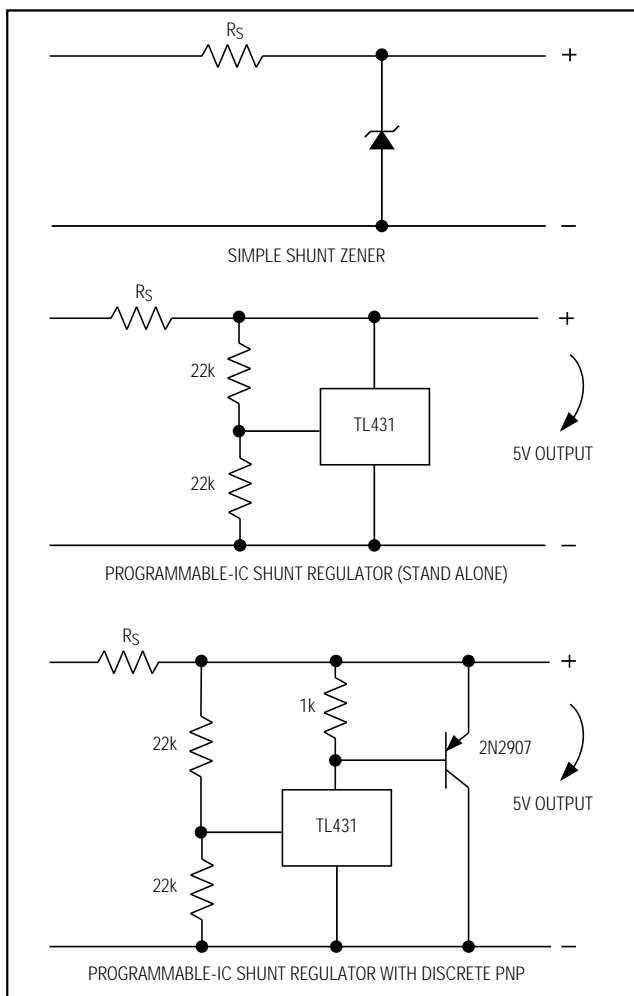 RS
+
−
SIMPLE SHUNT ZENER
RS
+
22k
TL431
5V OUTPUT
22k
−
PROGRAMMABLE-IC SHUNT REGULATOR (STAND ALONE)
RS
+
1k
22k
2N2907
5V OUTPUT
TL431
22k
−
PROGRAMMABLE-IC SHUNT REGULATOR WITH DISCRETE PNP